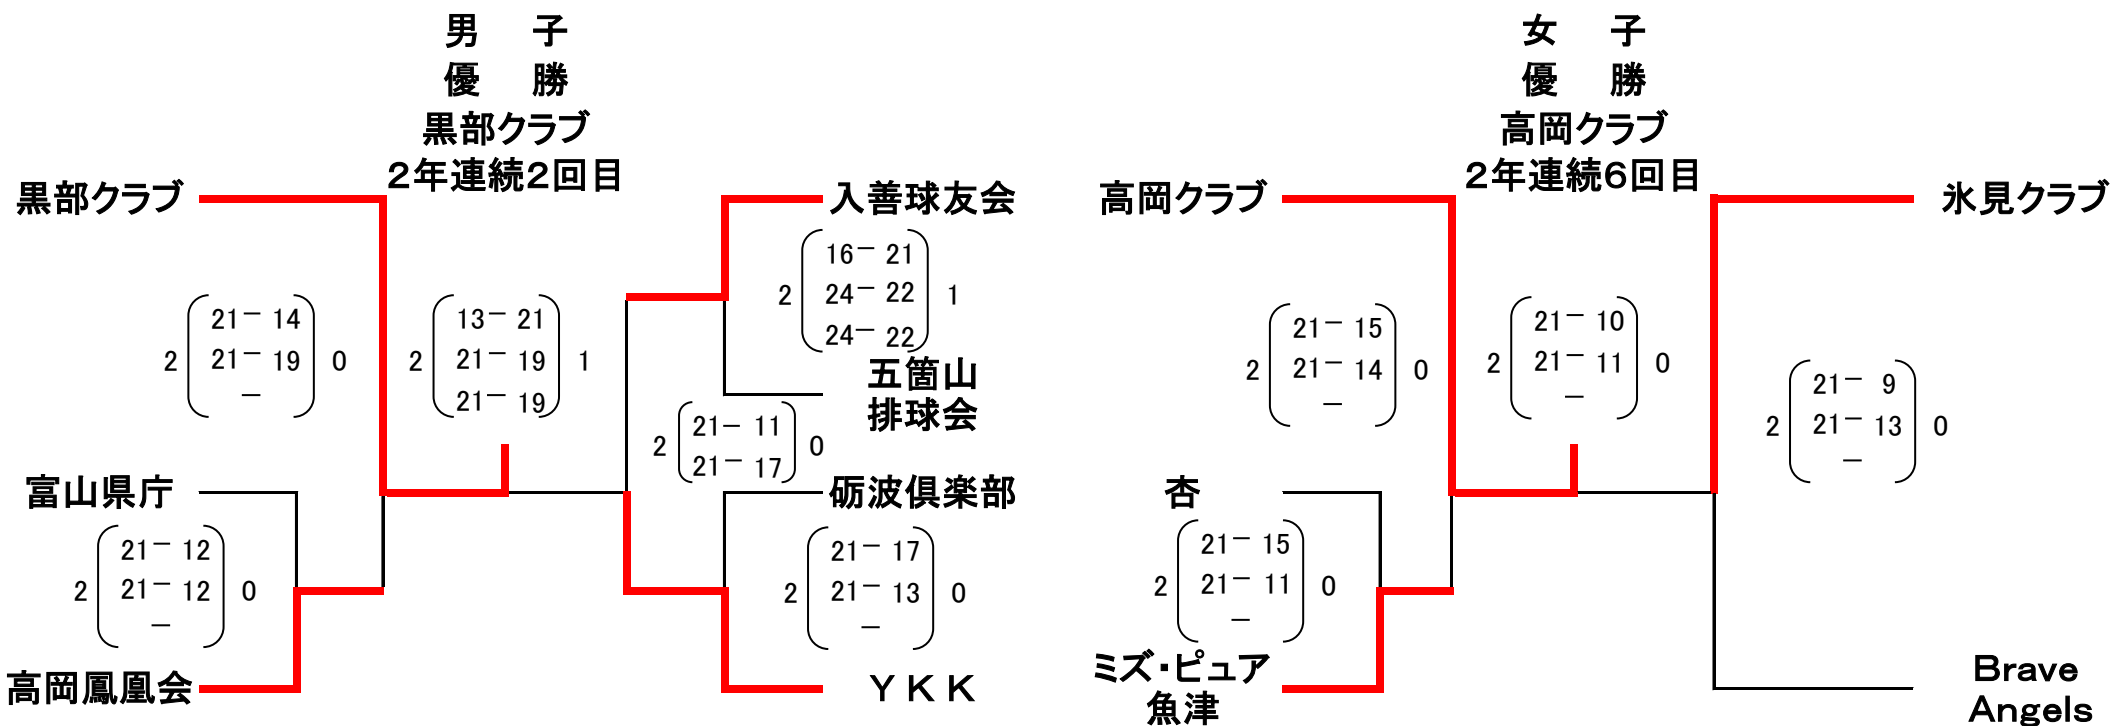 男　子
優　勝
黒部クラブ
２年連続２回目
黒部クラブ
入善球友会
2
16－ 21
24－ 22
24－ 22
1
2
21－ 14
21－ 19
－
0
2
13－ 21
21－ 19
21－ 19
1
五箇山
排球会
2
21－ 11
21－ 17
0
富山県庁
砺波倶楽部
2
21－ 12
21－ 12
－
0
2
21－ 17
21－ 13
－
0
高岡鳳凰会
ＹＫＫ
女　子
優　勝
高岡クラブ
２年連続６回目
高岡クラブ
氷見クラブ
2
21－ 15
21－ 14
－
0
2
21－ 10
21－ 11
－
0
2
21－ 9
21－ 13
－
0
杏
2
21－ 15
21－ 11
－
0
ミズ・ピュア
魚津
Brave
Angels